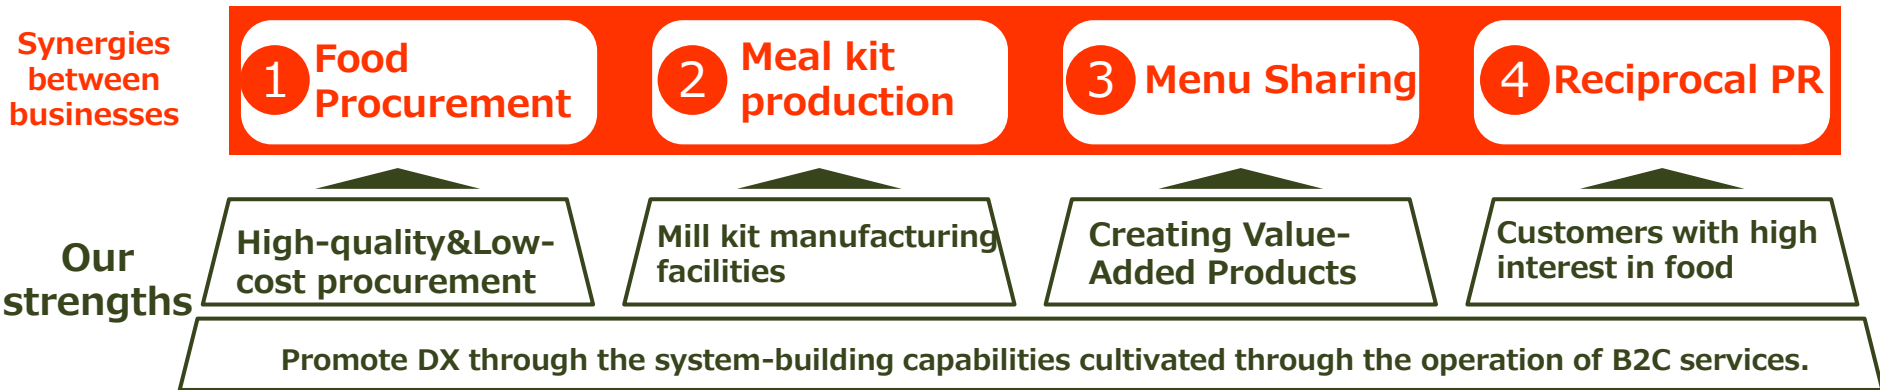 Synergies
between
businesses
1 Food
Procurement
2 Meal kit
production
3 Menu Sharing
4 Reciprocal PR
Our
strengths
High-quality&Low-
cost procurement
Mill kit manufacturing
facilities
Creating Value-
Added Products
Customers with high
interest in food
Promote DX through the system-building capabilities cultivated through the operation of B2C services.